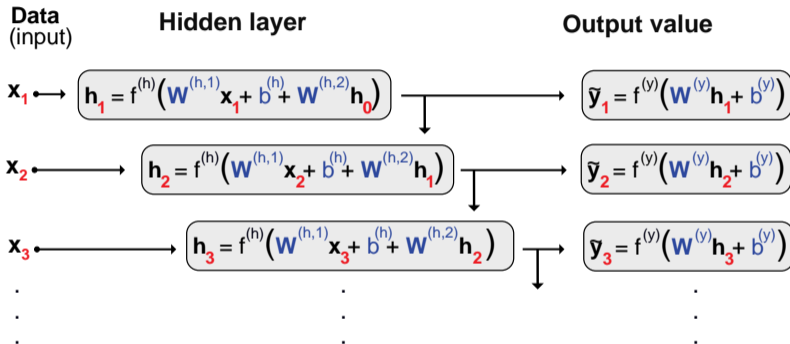 Data Hidden layer Output value
(input)
x₁ h₁ = f⁽ʰ⁾(W⁽ʰ,¹⁾x₁ + b⁽ʰ⁾ + W⁽ʰ,²⁾h₀) ỹ₁ = f⁽ʸ⁾(W⁽ʸ⁾h₁ + b⁽ʸ⁾)
x₂ h₂ = f⁽ʰ⁾(W⁽ʰ,¹⁾x₂ + b⁽ʰ⁾ + W⁽ʰ,²⁾h₁) ỹ₂ = f⁽ʸ⁾(W⁽ʸ⁾h₂ + b⁽ʸ⁾)
x₃ h₃ = f⁽ʰ⁾(W⁽ʰ,¹⁾x₃ + b⁽ʰ⁾ + W⁽ʰ,²⁾h₂) ỹ₃ = f⁽ʸ⁾(W⁽ʸ⁾h₃ + b⁽ʸ⁾)
. . .
. . .
. . .